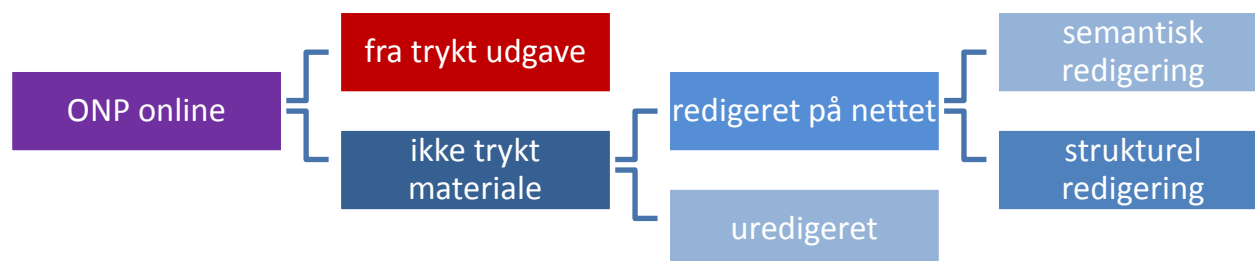 ONP online
fra trykt udgave
ikke trykt
materiale
redigeret på nettet
uredigeret
semantisk
redigering
strukturel
redigering